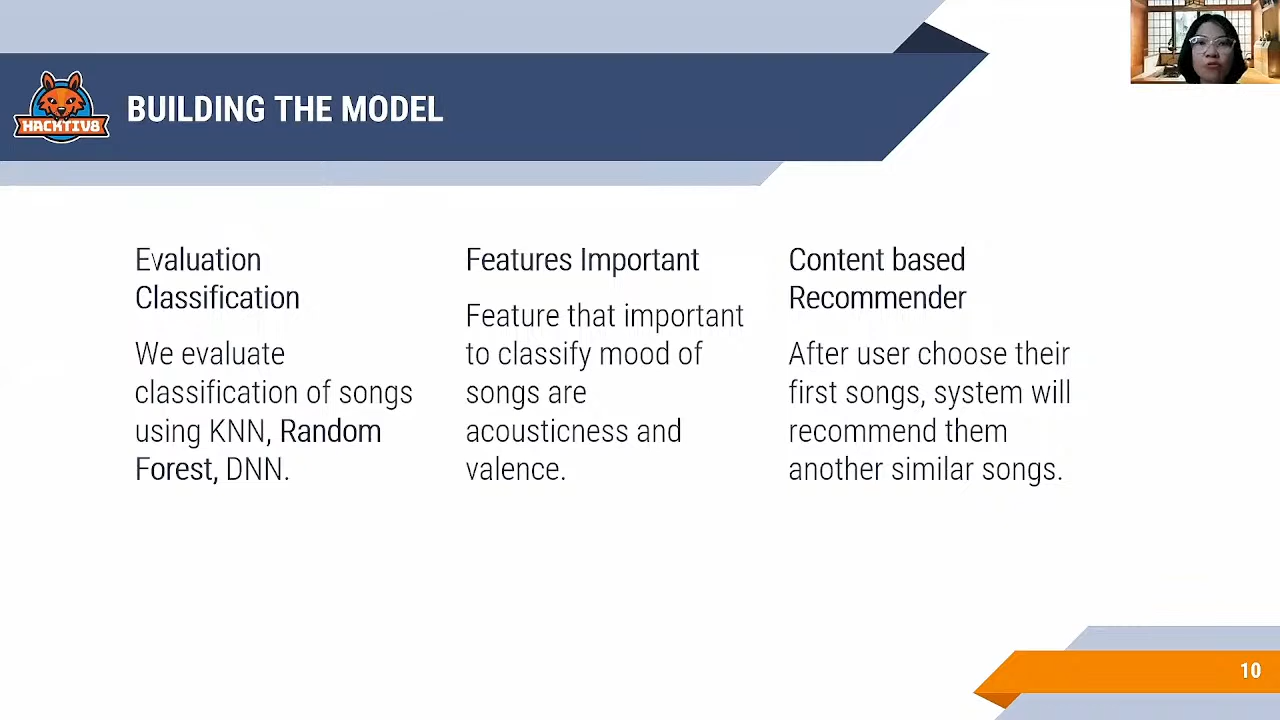 HACKTIV8
BUILDING THE MODEL
Evaluation
Classification
We evaluate
classification of songs
using KNN, Random
Forest, DNN.
Features Important
Feature that important
to classify mood of
songs are
acousticness and
valence.
Content based
Recommender
After user choose their
first songs, system will
recommend them
another similar songs.
10